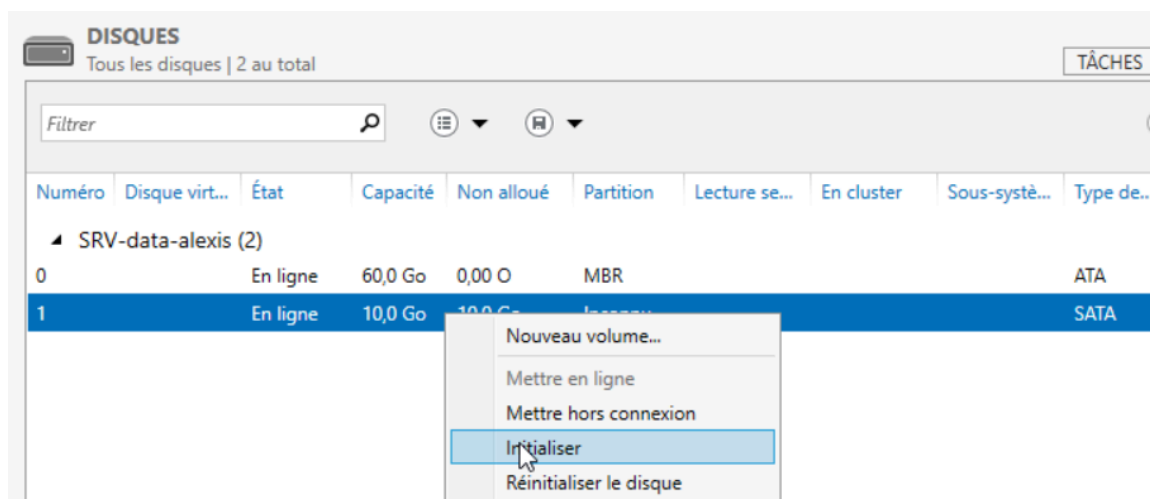 DISQUES
Tous les disques | 2 au total
TÂCHES
Filtrer
Numéro Disque virt... État Capacité Non alloué Partition Lecture se... En cluster Sous-systè... Type de...
SRV-data-alexis (2)
0 En ligne 60,0 Go 0,00 O MBR ATA
1 En ligne 10,0 Go SATA
Nouveau volume...
Mettre en ligne
Mettre hors connexion
Initialiser
Réinitialiser le disque